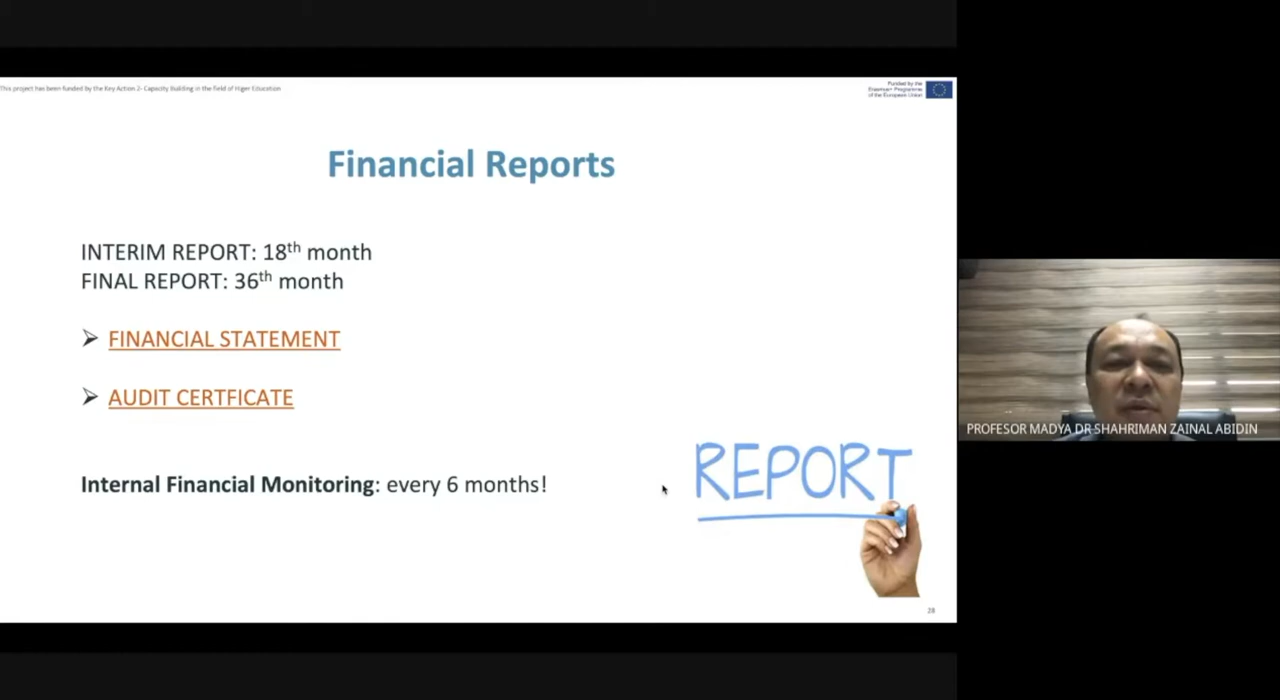 This project has been funded by the Key Action 2- Capacity Building in the field of Higer Education
Funded by the
Erasmus+ Programme
of the European Union
Financial Reports
INTERIM REPORT: 18th month
FINAL REPORT: 36th month
➢ FINANCIAL STATEMENT
➢ AUDIT CERTFICATE
Internal Financial Monitoring: every 6 months!
REPORT
28
PROFESOR MADYA DR SHAHRIMAN ZAINAL ABIDIN